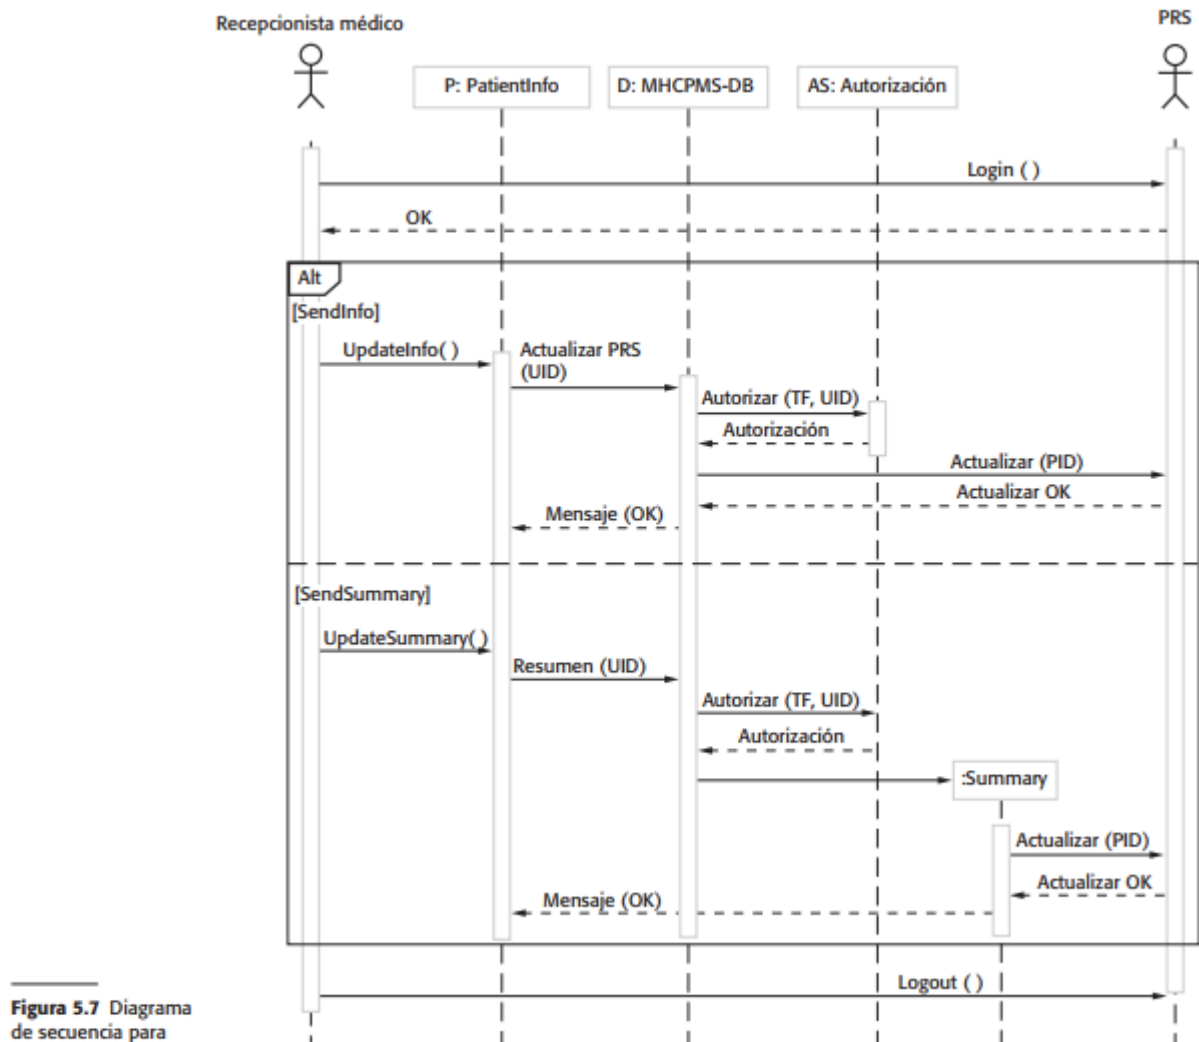 Recepcionista médico
PRS
P: PatientInfo
D: MHCPMS-DB
AS: Autorización
Login ( )
OK
Alt
[SendInfo]
UpdateInfo( )
Actualizar PRS
(UID)
Autorizar (TF, UID)
Autorización
Actualizar (PID)
Actualizar OK
Mensaje (OK)
[SendSummary]
UpdateSummary( )
Resumen (UID)
Autorizar (TF, UID)
Autorización
:Summary
Actualizar (PID)
Actualizar OK
Mensaje (OK)
Logout ( )
Figura 5.7 Diagrama
de secuencia para